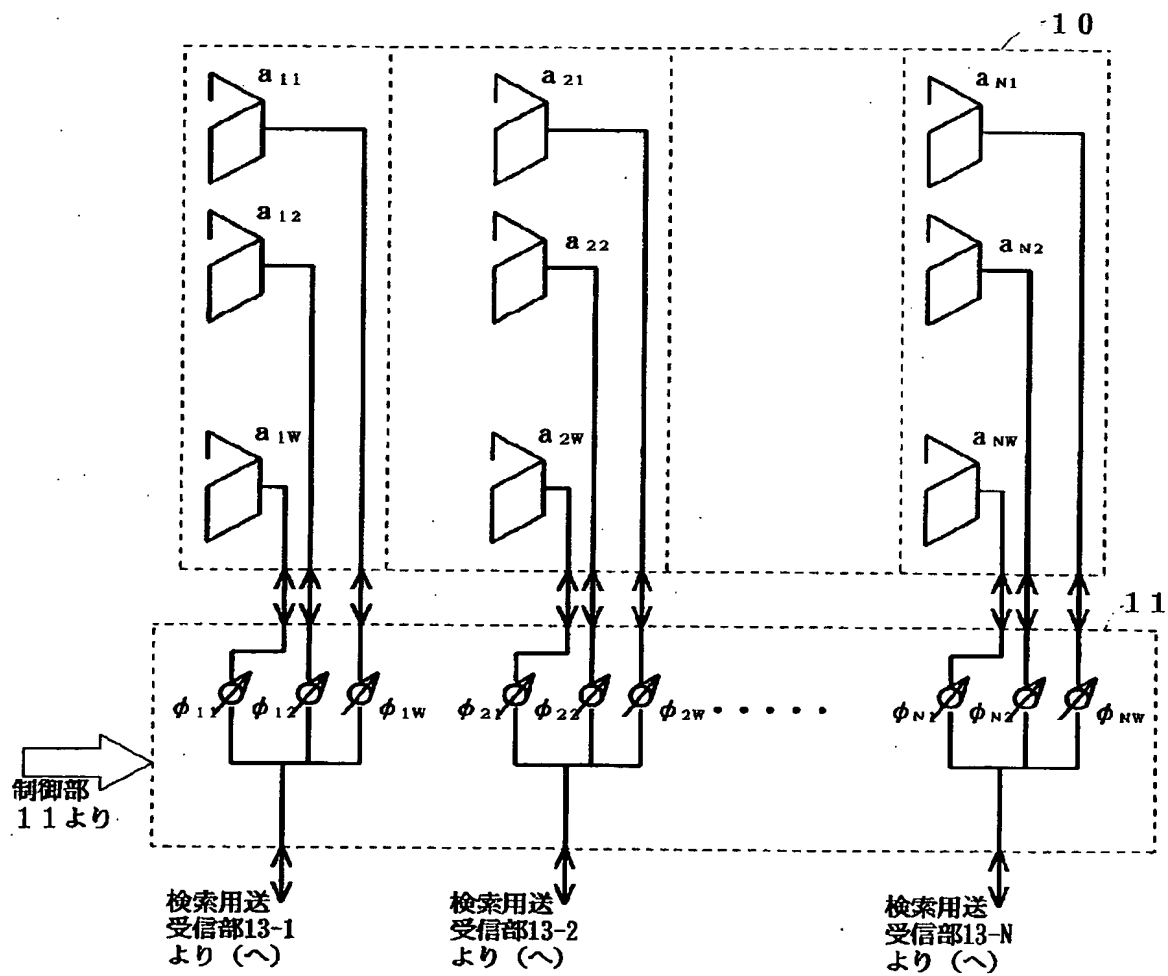 10
a11
a21
aN1
a12
a22
aN2
a1W
a2W
aNW
11
φ11
φ12
φ1W
φ21
φ22
φ2W
・・・・・
φN1
φN2
φNW
制御部
11より
検索用送
受信部13-1
より（へ）
検索用送
受信部13-2
より（へ）
検索用送
受信部13-N
より（へ）